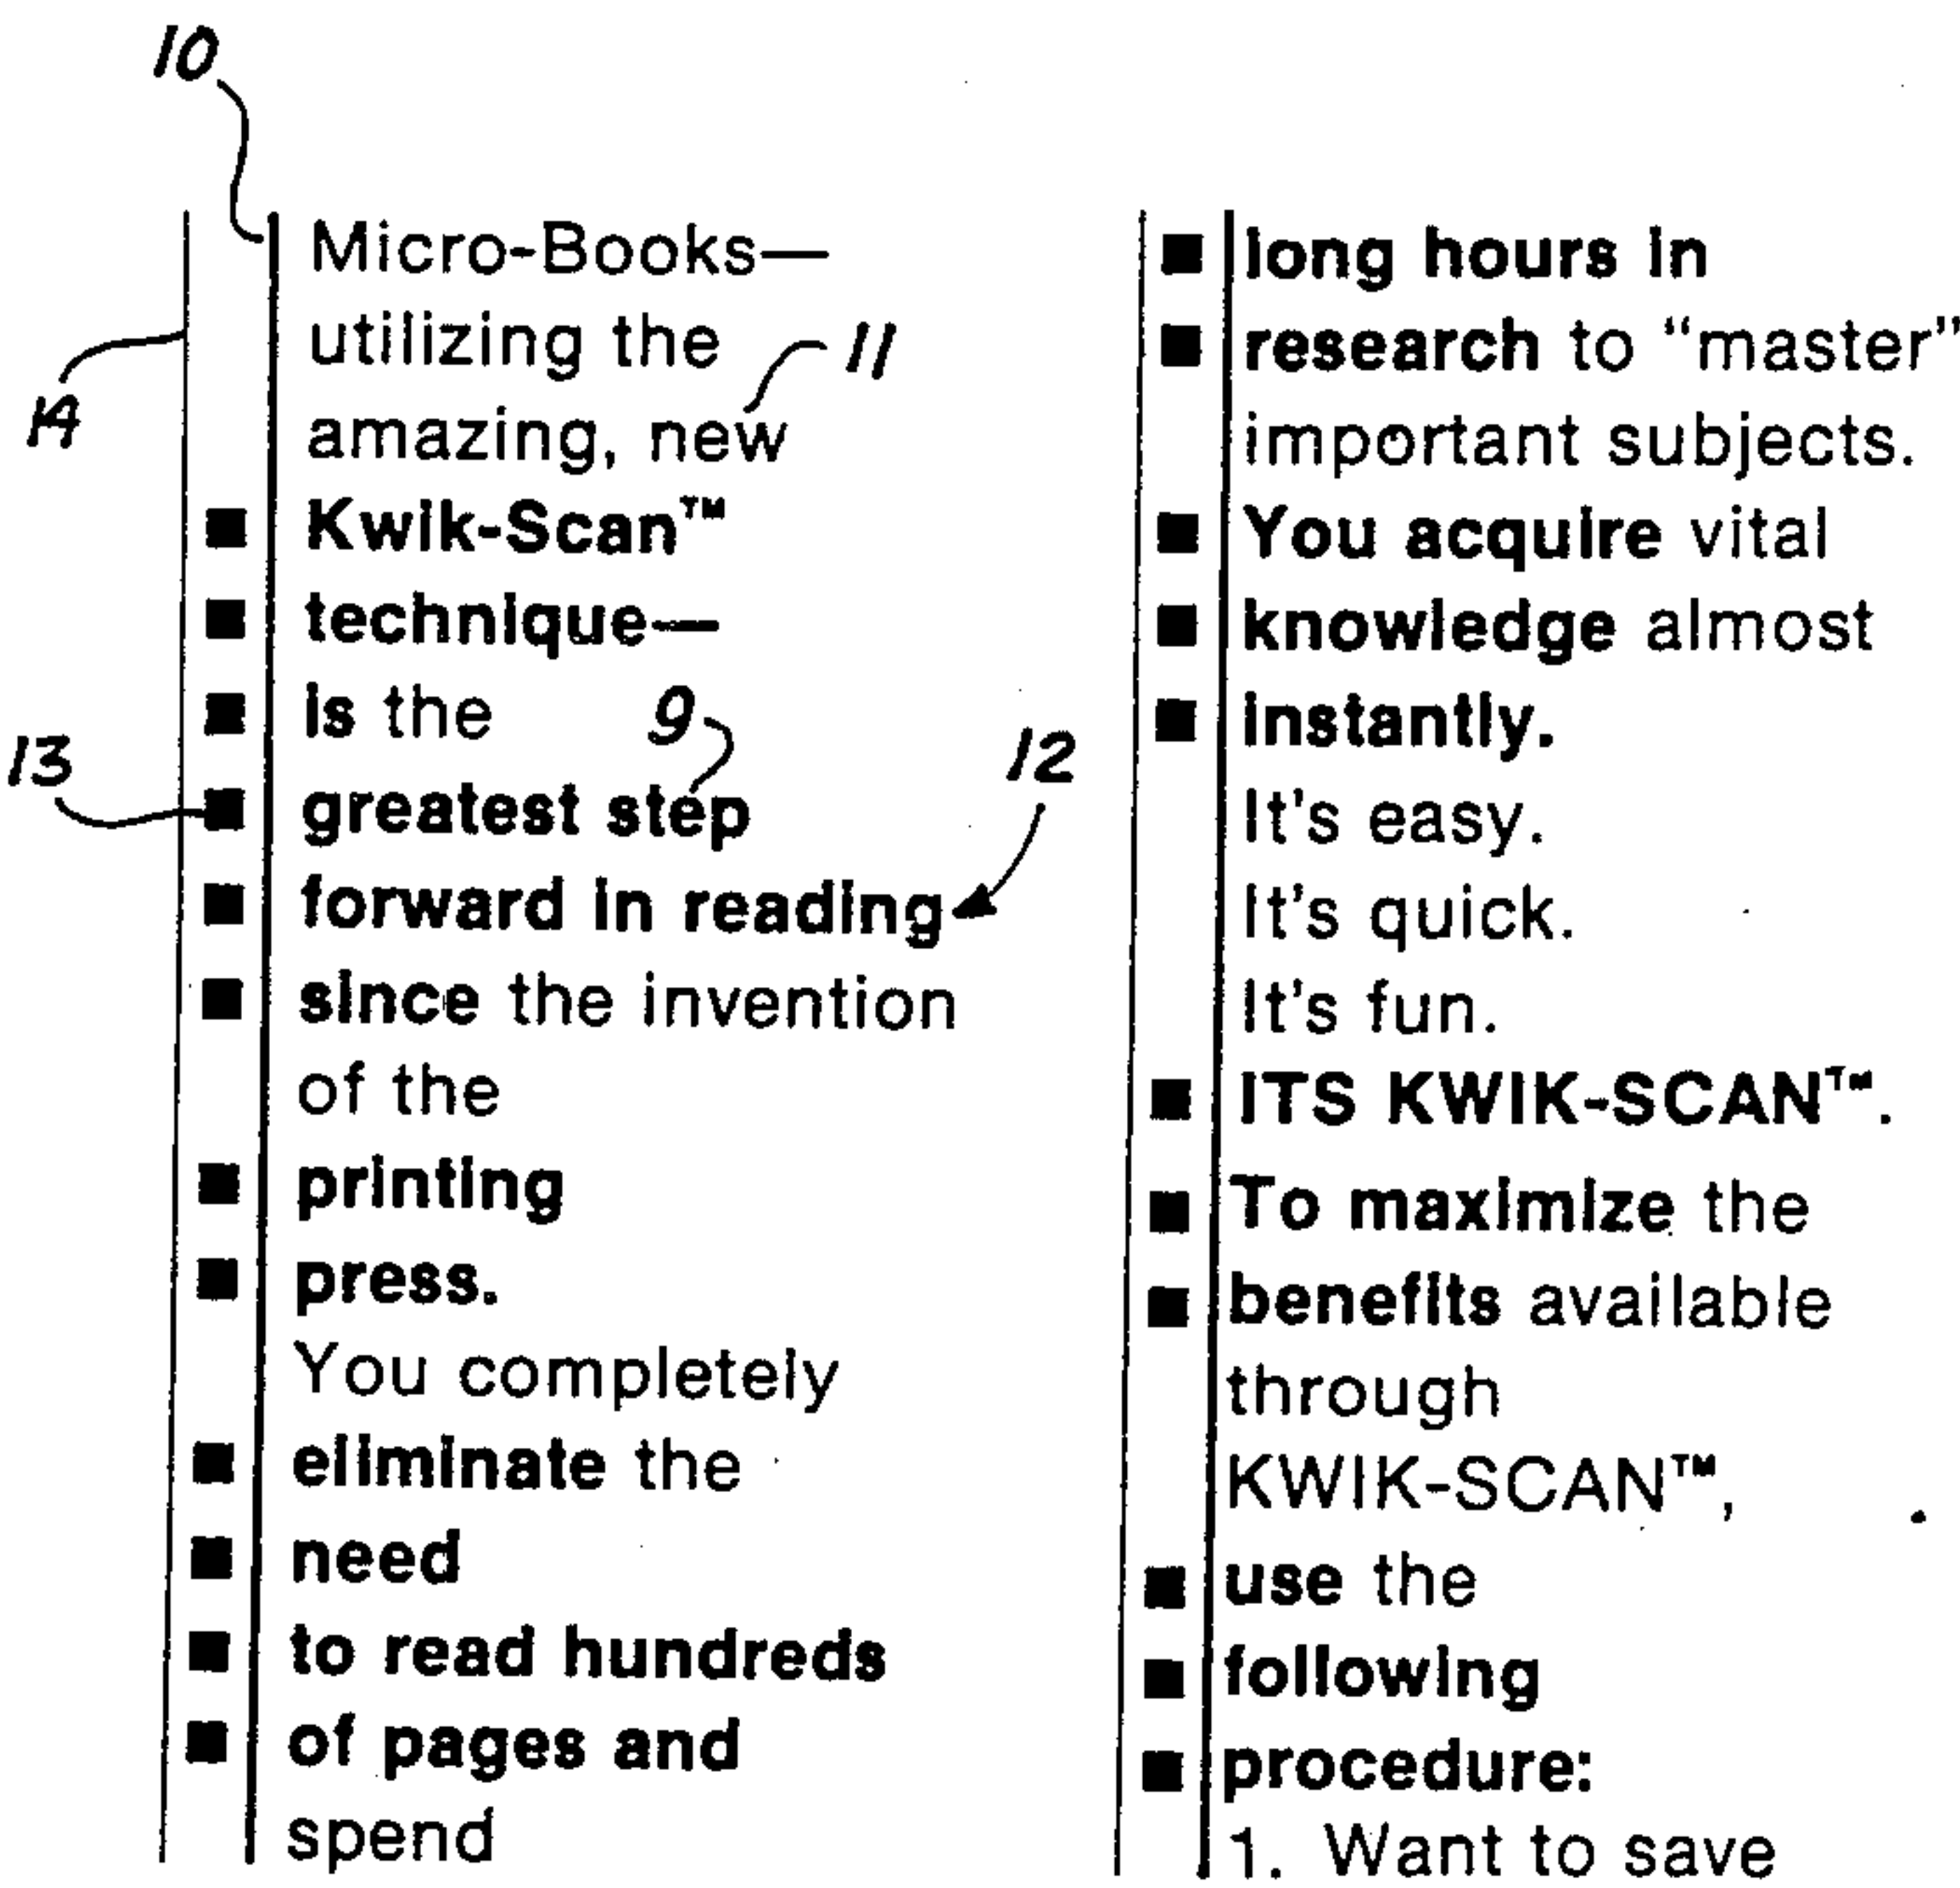 10
Micro-Books—
utilizing the
11
amazing, new
14
Kwik-Scan™
technique—
is the
9
13
greatest step
12
forward in reading
since the invention
of the
printing
press.
You completely
eliminate the
need
to read hundreds
of pages and
spend
long hours in
research to “master”
important subjects.
You acquire vital
knowledge almost
instantly.
It's easy.
It's quick.
It's fun.
ITS KWIK-SCAN™.
To maximize the
benefits available
through
KWIK-SCAN™,
use the
following
procedure:
1. Want to save